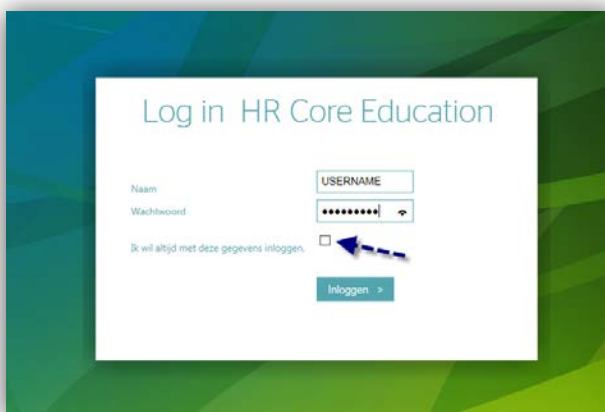 Log in HR Core Education
Naam
USERNAME
Wachtwoord
Ik wil altijd met deze gegevens inloggen.
Inloggen >